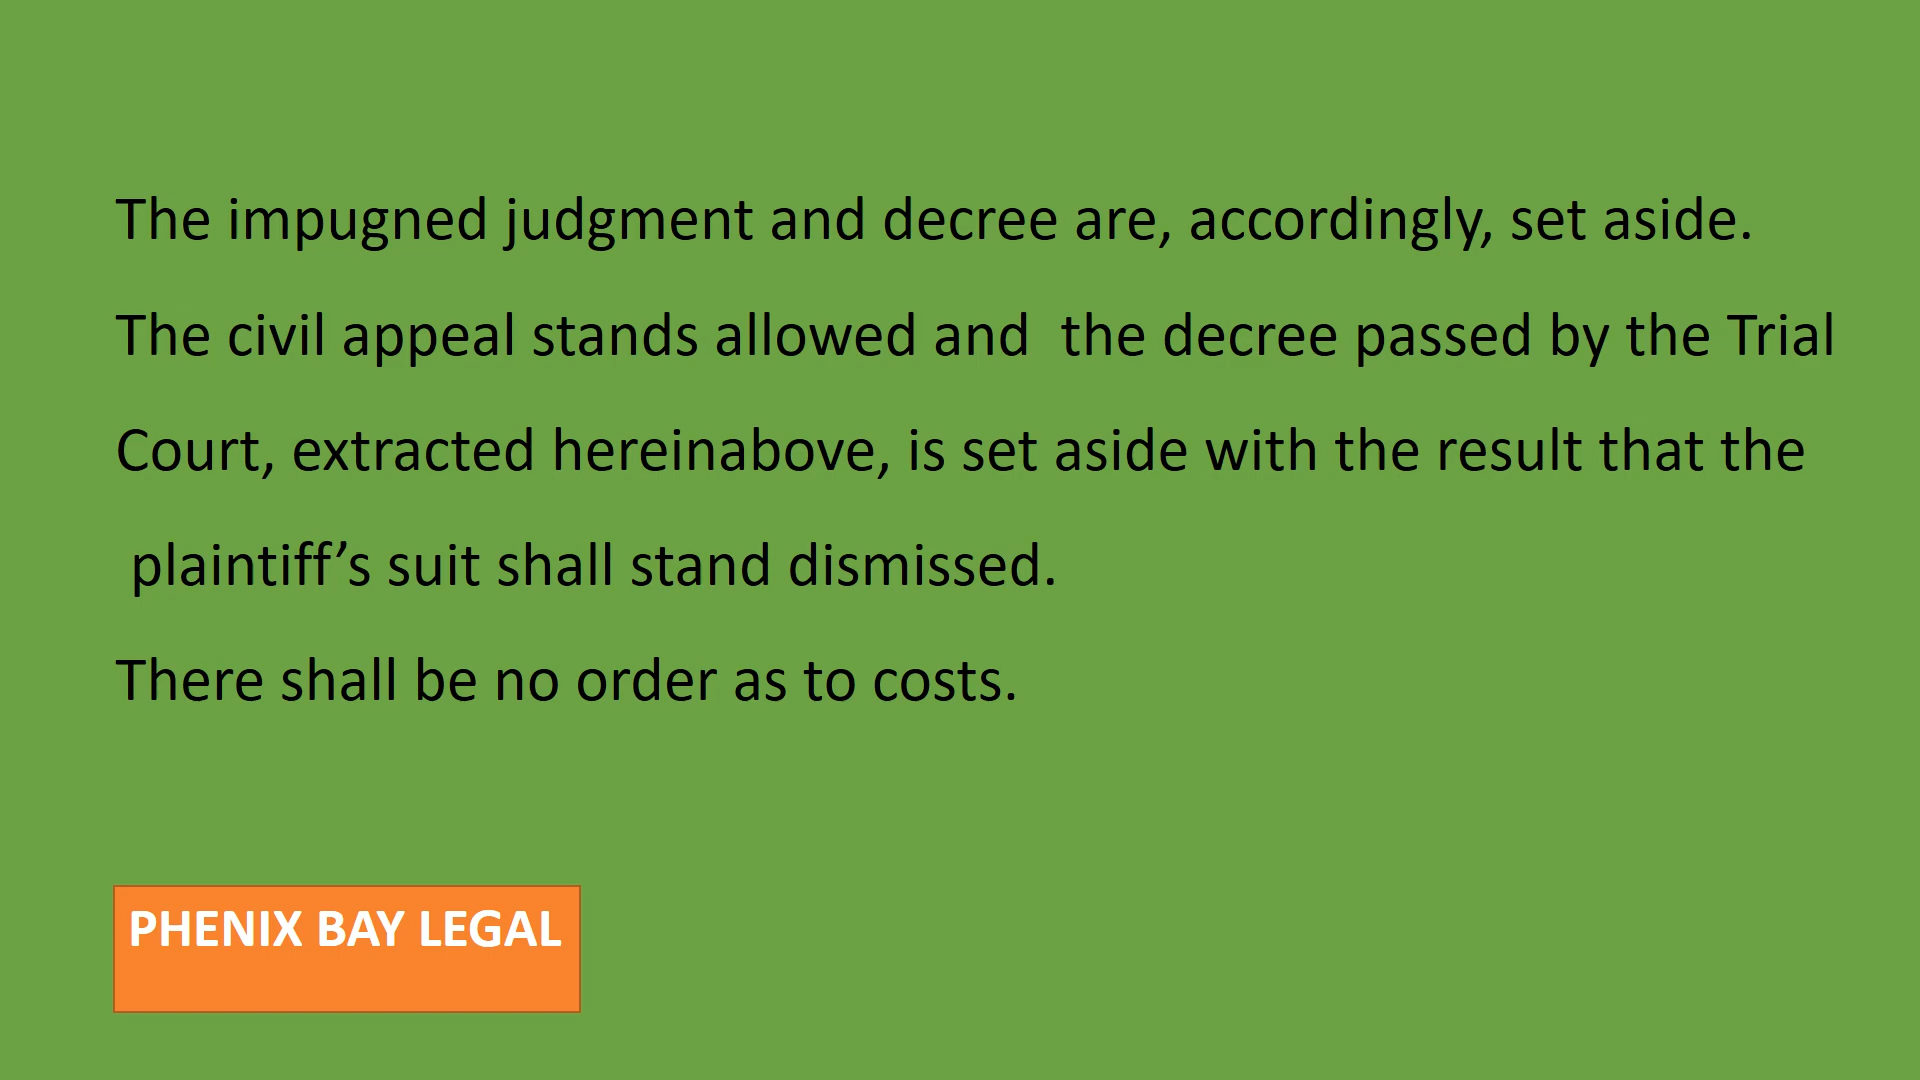 The impugned judgment and decree are, accordingly, set aside.
The civil appeal stands allowed and  the decree passed by the Trial
Court, extracted hereinabove, is set aside with the result that the
plaintiff’s suit shall stand dismissed.
There shall be no order as to costs.
PHENIX BAY LEGAL